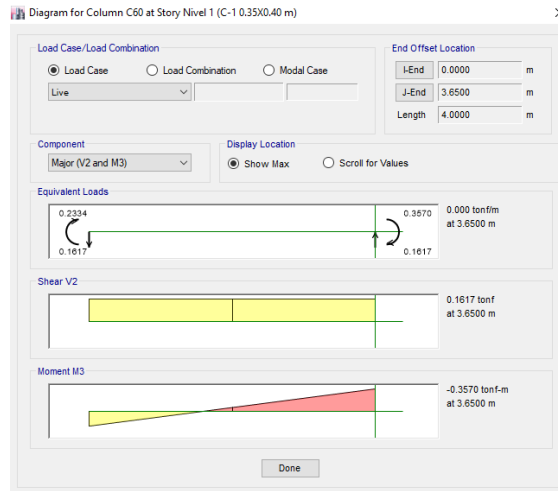 Diagram for Column C60 at Story Nivel 1 (C-1 0.35X0.40 m)
Load Case/Load Combination
Load Case
Load Combination
Modal Case
Live
End Offset Location
I-End 0.0000 m
J-End 3.6500 m
Length 4.0000 m
Component
Major (V2 and M3)
Display Location
Show Max
Scroll for Values
Equivalent Loads
0.2334
0.3570
0.1617
0.1617
0.000 tonf/m
at 3.6500 m
Shear V2
0.1617 tonf
at 3.6500 m
Moment M3
-0.3570 tonf-m
at 3.6500 m
Done